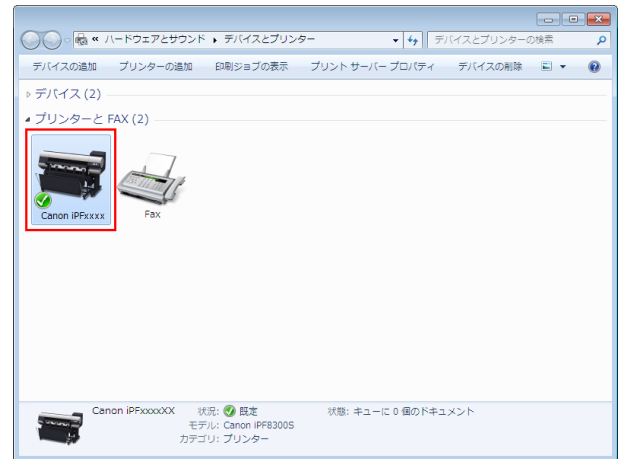 « ハードウェアとサウンド ▸ デバイスとプリンター デバイスとプリンターの検索
デバイスの追加 プリンターの追加 印刷ジョブの表示 プリント サーバー プロパティ デバイスの削除
デバイス (2)
プリンターと FAX (2)
Canon iPFxxxx Fax
Canon iPFxxxxXX 状況: 既定 状態: キューに 0 個のドキュメント
モデル: Canon iPF8300S
カテゴリ: プリンター